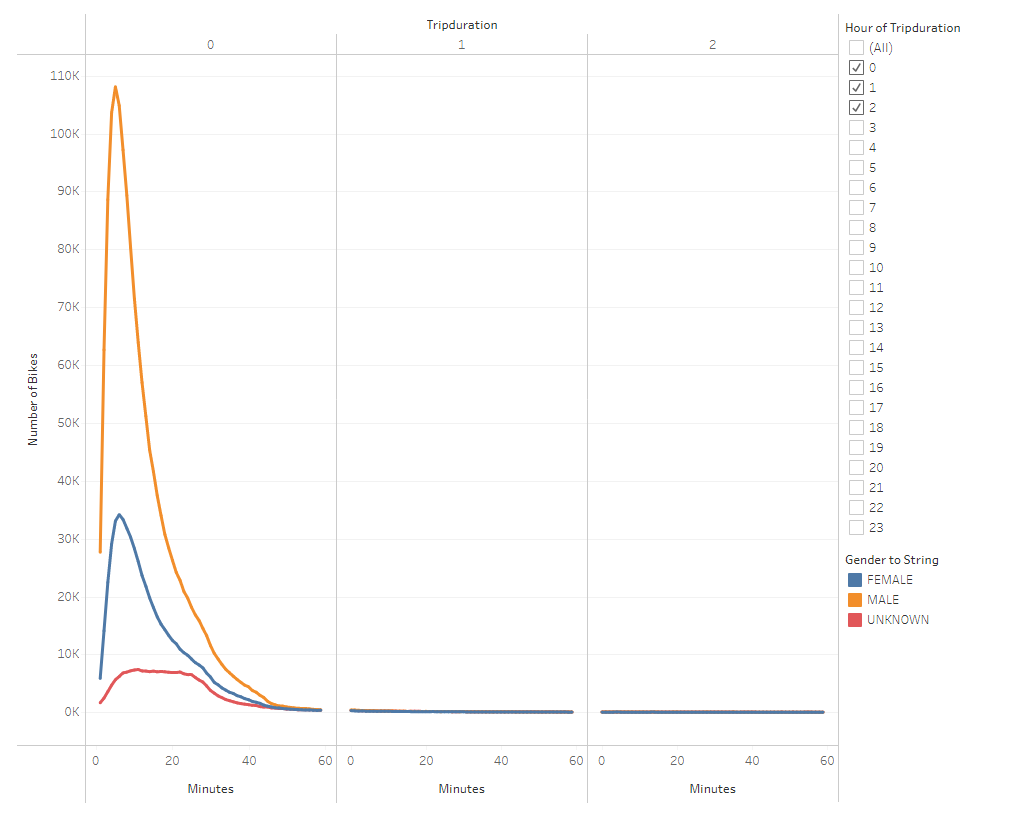 Tripduration
0 1 2
110K
100K
90K
80K
70K
60K
50K
40K
30K
20K
10K
0K
Number of Bikes
0 20 40 60 0 20 40 60 0 20 40 60
Minutes Minutes Minutes
Hour of Tripduration
(All)
0
1
2
3
4
5
6
7
8
9
10
11
12
13
14
15
16
17
18
19
20
21
22
23
Gender to String
FEMALE
MALE
UNKNOWN